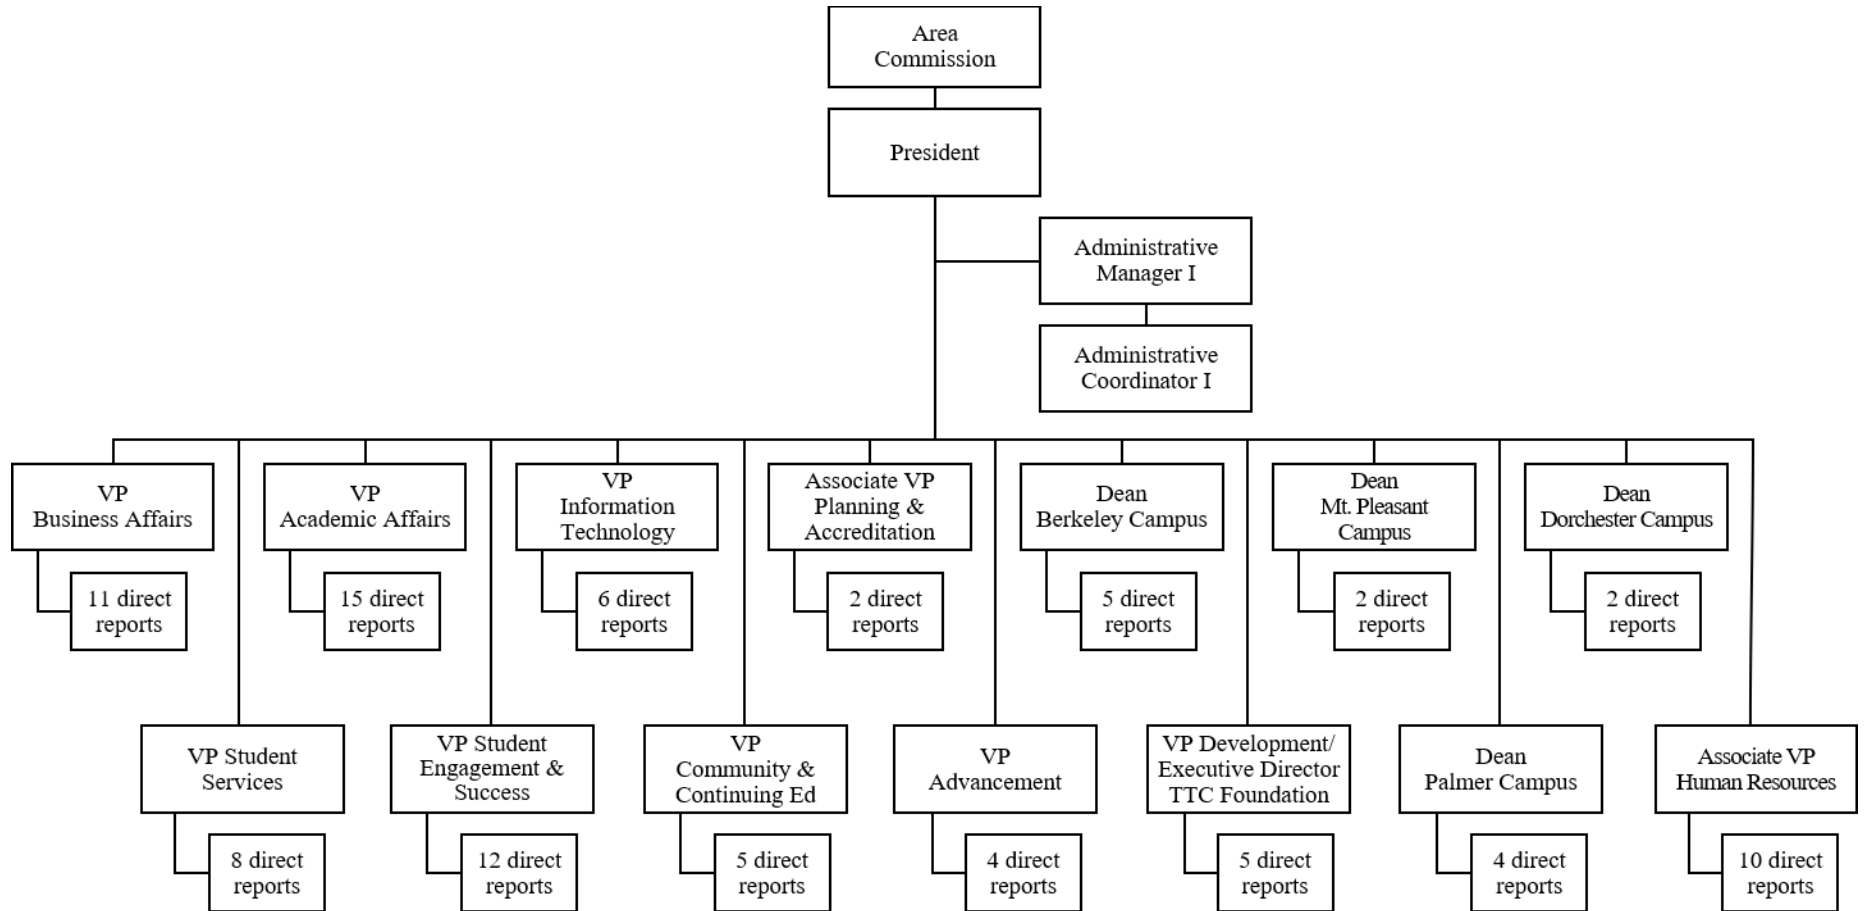 Area
Commission
President
Administrative
Manager I
Administrative
Coordinator I
VP
Business Affairs
11 direct
reports
VP
Academic Affairs
15 direct
reports
VP
Information
Technology
6 direct
reports
Associate VP
Planning &
Accreditation
2 direct
reports
Dean
Berkeley Campus
5 direct
reports
Dean
Mt. Pleasant
Campus
2 direct
reports
Dean
Dorchester Campus
2 direct
reports
VP Student
Services
8 direct
reports
VP Student
Engagement &
Success
12 direct
reports
VP
Community &
Continuing Ed
5 direct
reports
VP
Advancement
4 direct
reports
VP Development/
Executive Director
TTC Foundation
5 direct
reports
Dean
Palmer Campus
4 direct
reports
Associate VP
Human Resources
10 direct
reports